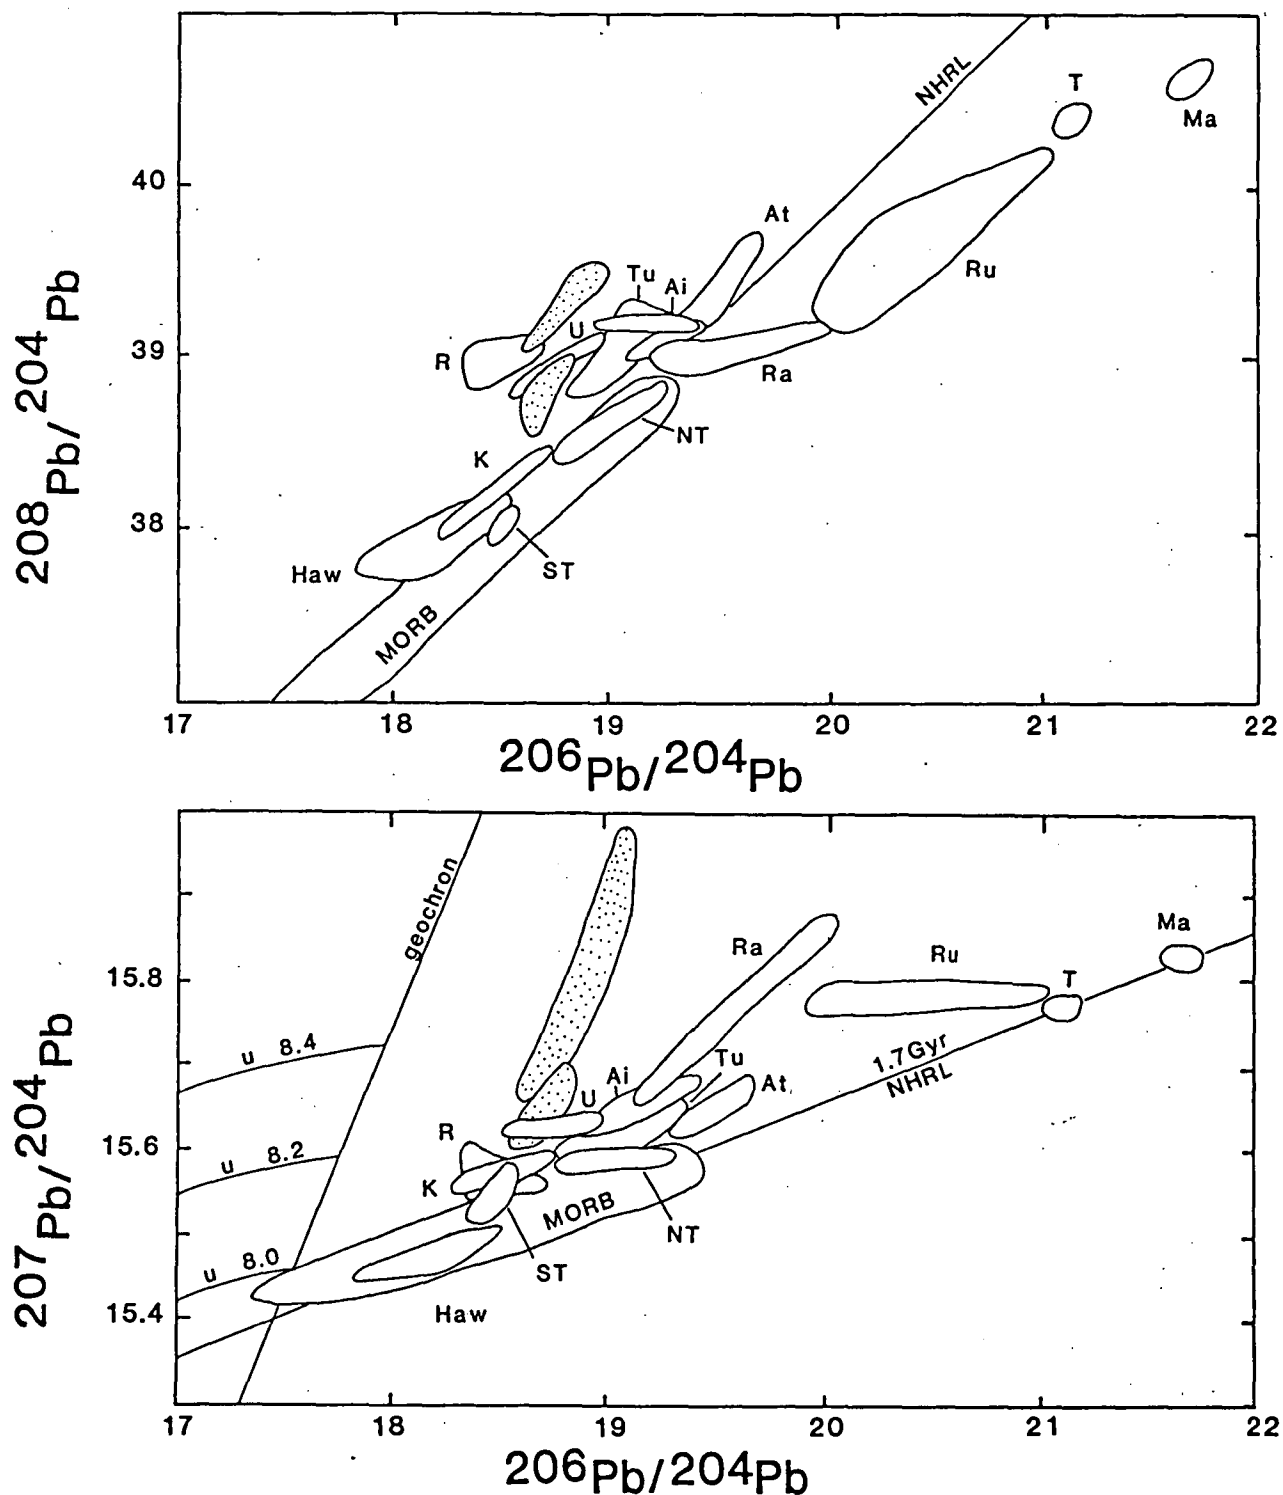 NHRL
T
Ma
40
At
Ru
Tu
Ai
U
R
39
Ra
NT
K
38
Haw
ST
MORB
208Pb/204Pb
17 18 19 20 21 22
206Pb/204Pb
geochron
Ma
Ra
Ru
T
15.8
u 8.4
1.7Gyr
NHRL
Tu
Ai
At
U
R
15.6
u 8.2
K
MORB
NT
u 8.0
ST
15.4
Haw
207Pb/204Pb
17 18 19 20 21 22
206Pb/204Pb